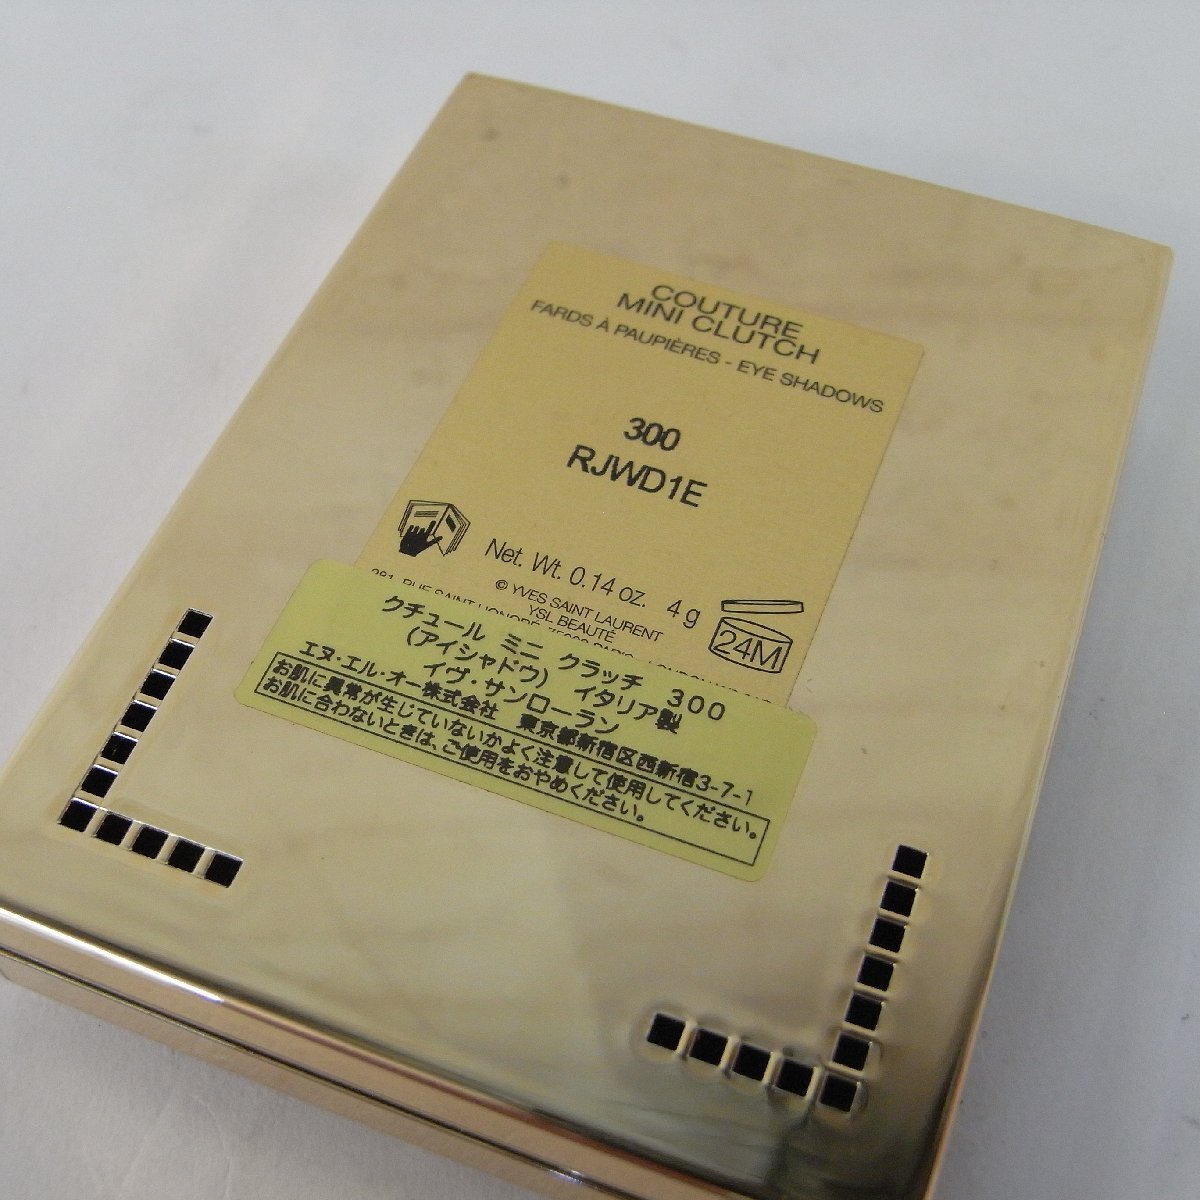 COUTURE
MINI CLUTCH
FARDS À PAUPIÈRES - EYE SHADOWS
300
RJWD1E
Net. Wt. 0.14 oz. 4 g
24M
© YVES SAINT LAURENT
YSL BEAUTÉ
クチュール ミニ クラッチ 300
(アイシャドウ) イタリア製
イヴ・サンローラン
エヌ・エル・オー株式会社 東京都新宿区西新宿3-7-1
お肌に異常が生じていないかよく注意して使用してください。
お肌に合わないときは、ご使用をおやめください。